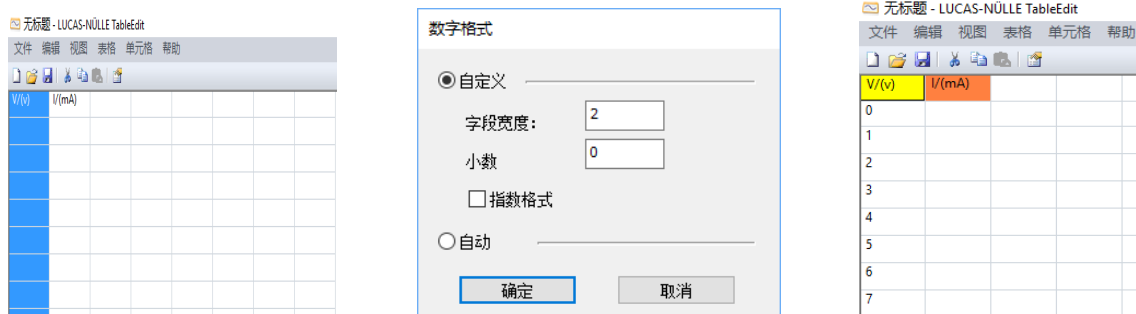 无标题 - LUCAS-NÜLLE TableEdit
文件 编辑 视图 表格 单元格 帮助
V/(v) I/(mA)
数字格式
自定义
字段宽度： 2
小数 0
指数格式
自动
确定 取消
无标题 - LUCAS-NÜLLE TableEdit
文件 编辑 视图 表格 单元格 帮助
V/(v) I/(mA)
0
1
2
3
4
5
6
7